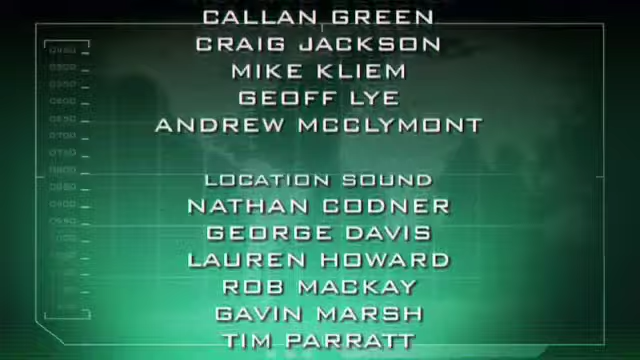 CALLAN GREEN
CRAIG JACKSON
MIKE KLIEM
GEOFF LYE
ANDREW MCCLYMONT
LOCATION SOUND
NATHAN CODNER
GEORGE DAVIS
LAUREN HOWARD
ROB MACKAY
GAVIN MARSH
TIM PARRATT